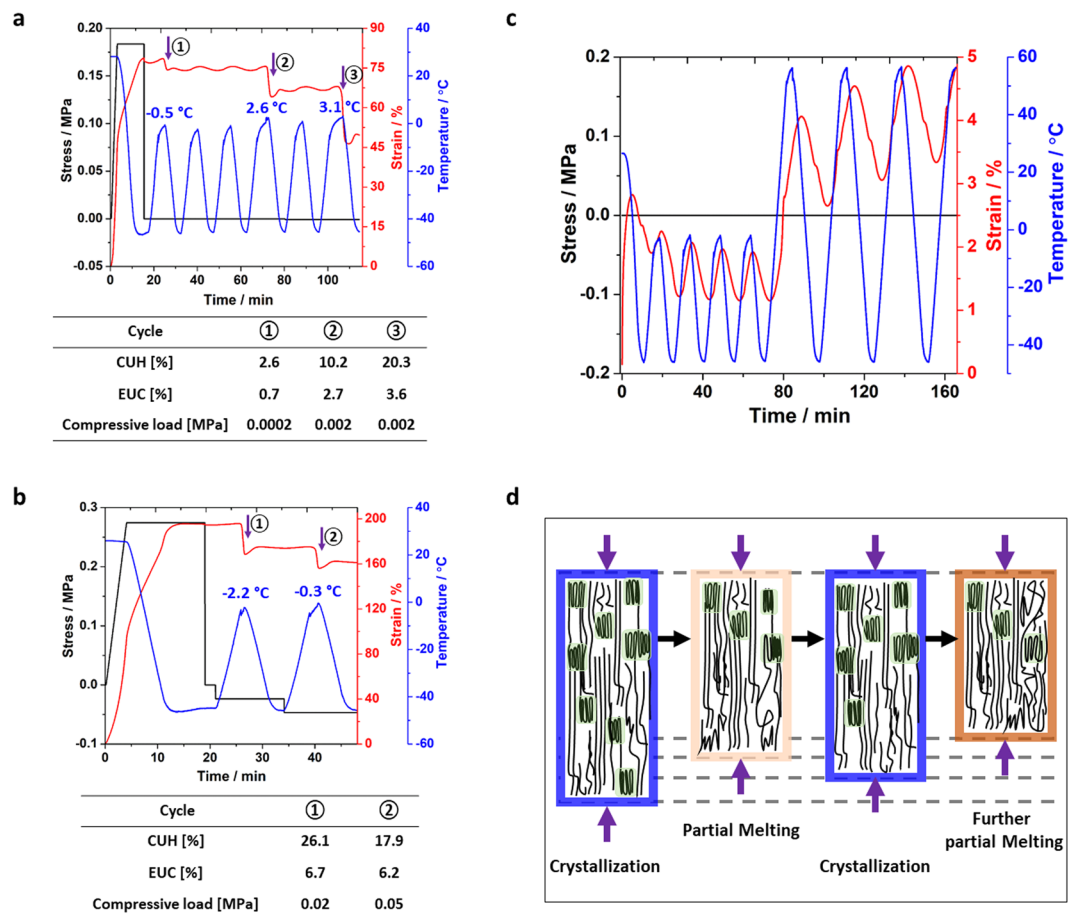 a
0.20
0.15
0.10
0.05
0.00
-0.05
Stress / MPa
0
20
40
60
80
100
Time / min
①
②
③
-0.5 °C
2.6 °C
3.1 °C
90
75
60
45
30
15
0
Strain / %
40
20
0
-20
-40
-60
Temperature / °C
Cycle ① ② ③
CUH [%] 2.6 10.2 20.3
EUC [%] 0.7 2.7 3.6
Compressive load [MPa] 0.0002 0.002 0.002
c
0.2
0.1
0.0
-0.1
-0.2
Stress / MPa
0
40
80
120
160
Time / min
5
4
3
2
1
0
Strain / %
60
40
20
0
-20
-40
Temperature / °C
b
0.3
0.2
0.1
0.0
-0.1
Stress / MPa
0
10
20
30
40
Time / min
①
②
-2.2 °C
-0.3 °C
200
160
120
80
40
0
Strain / %
40
20
0
-20
-40
-60
Temperature / °C
Cycle ① ②
CUH [%] 26.1 17.9
EUC [%] 6.7 6.2
Compressive load [MPa] 0.02 0.05
d
Crystallization
Partial Melting
Crystallization
Further
partial Melting